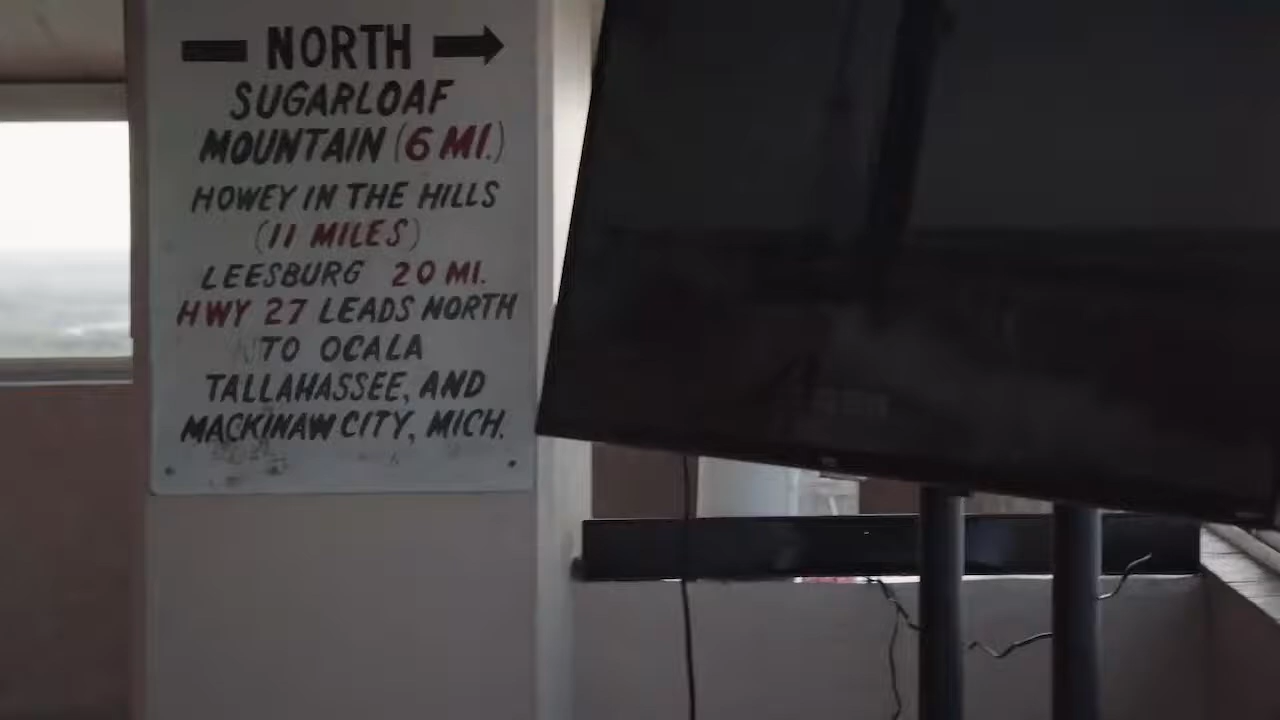 NORTH
SUGARLOAF
MOUNTAIN (6 MI.)
HOWEY IN THE HILLS
(11 MILES)
LEESBURG 20 MI.
HWY 27 LEADS NORTH
TO OCALA
TALLAHASSEE, AND
MACKINAW CITY, MICH.